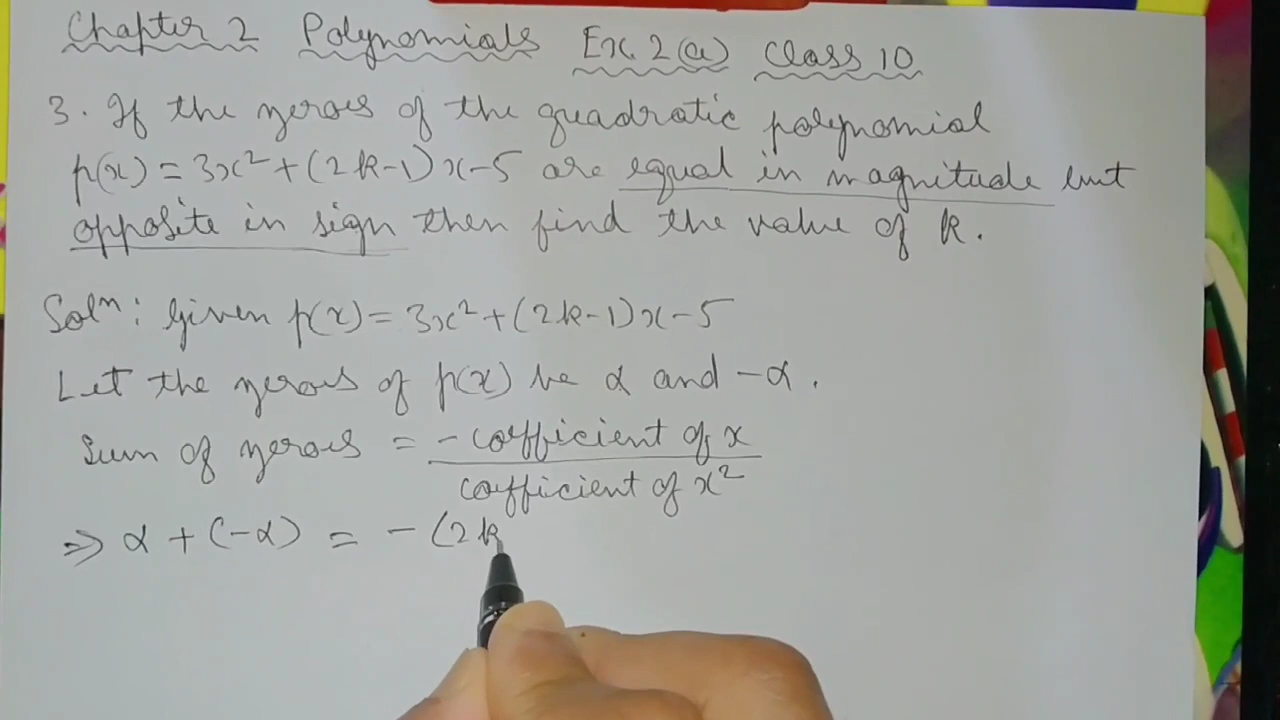 Chapter 2 Polynomials Ex. 2(a) Class 10
3. If the zeroes of the quadratic polynomial
p(x) = 3x² + (2k-1)x-5 are equal in magnitude but
opposite in sign then find the value of k.
Solⁿ: Given p(x) = 3x² + (2k-1)x-5
Let the zeroes of p(x) be α and -α.
Sum of zeroes = - coefficient of x
coefficient of x²
⇒ α + (-α) = - (2k